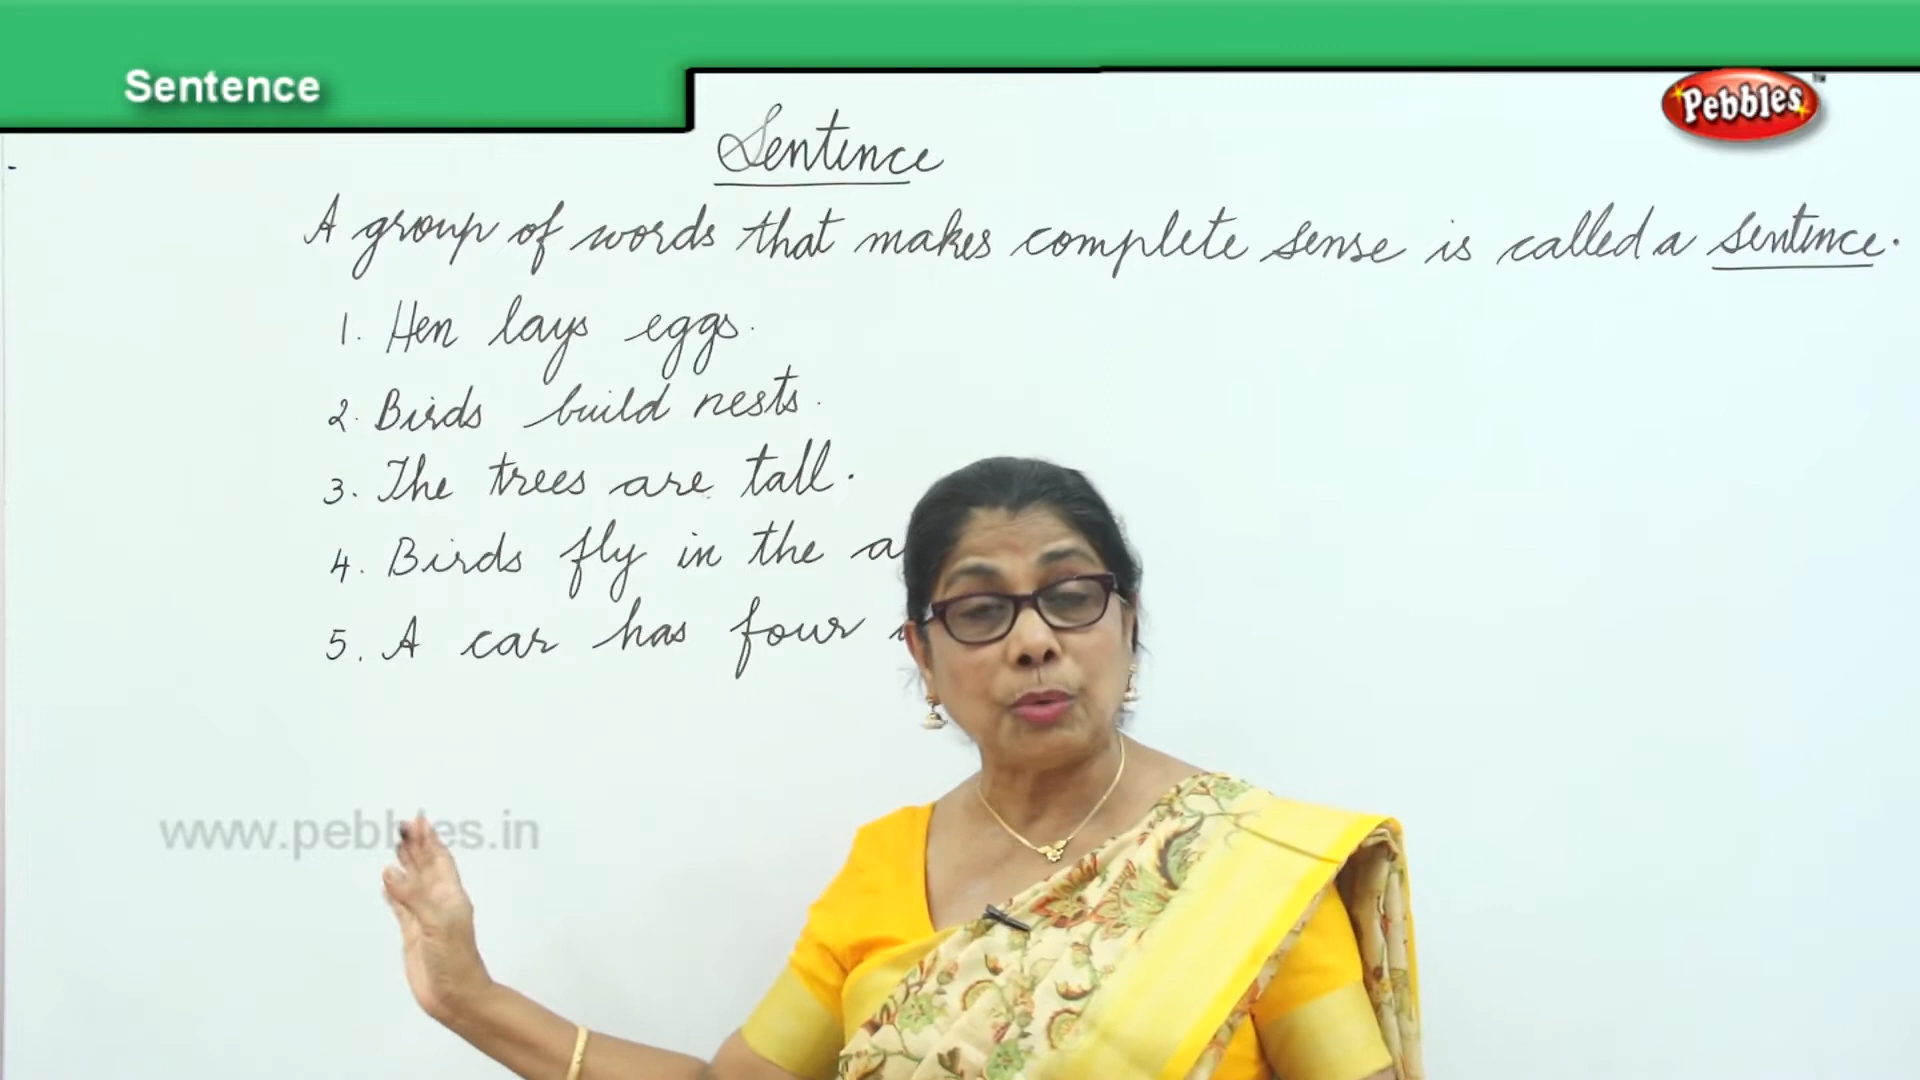 Sentence
Pebbles
TM
Sentence
A group of words that makes complete sense is called a sentence.
1. Hen lays eggs.
2. Birds build nests.
3. The trees are tall.
4. Birds fly in the
5. A car has four
www.pebbles.in